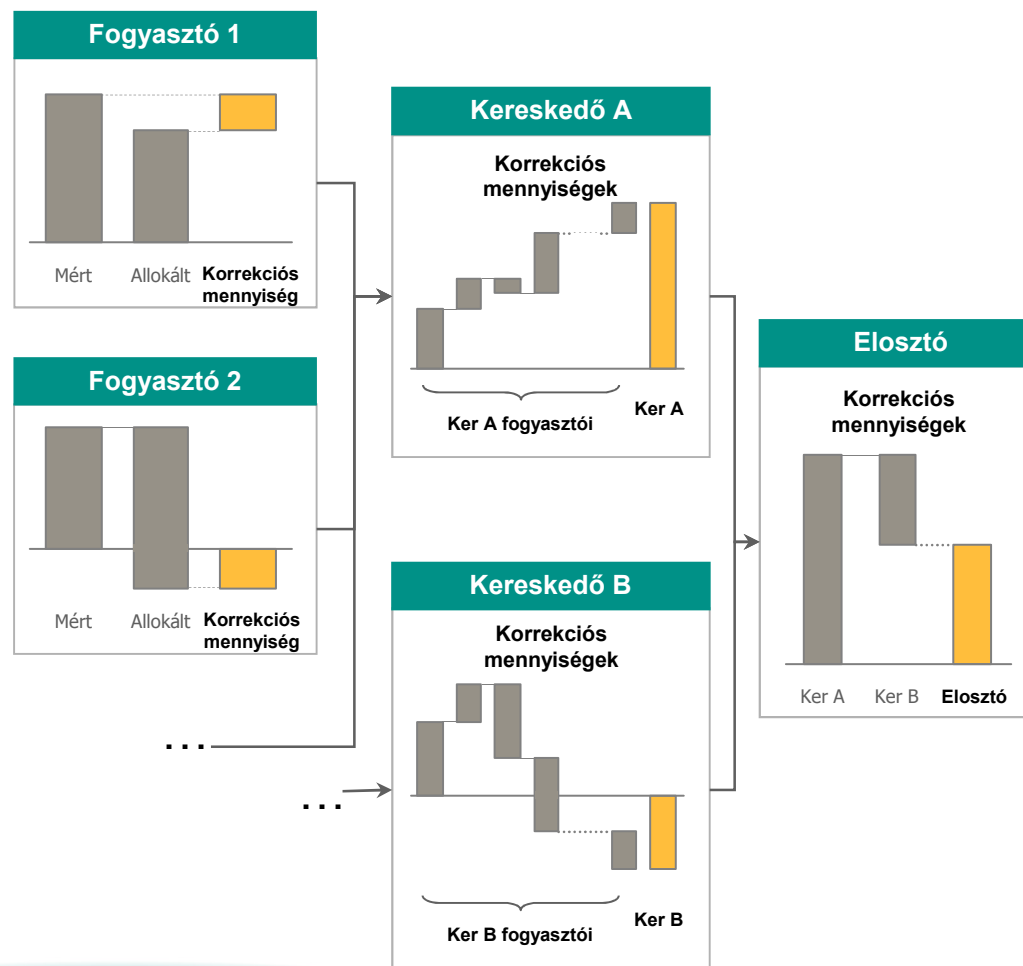 Fogyasztó 1
Mért
Allokált
Korrekciós
mennyiség
Fogyasztó 2
Mért
Allokált
Korrekciós
mennyiség
...
...
Kereskedő A
Korrekciós
mennyiségek
Ker A fogyasztói
Ker A
Kereskedő B
Korrekciós
mennyiségek
Ker B fogyasztói
Ker B
Elosztó
Korrekciós
mennyiségek
Ker A
Ker B
Elosztó